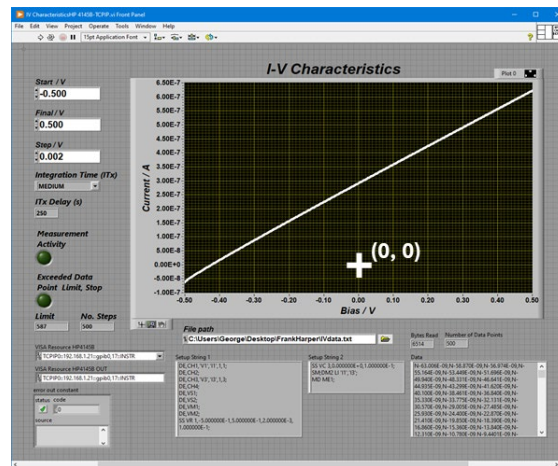 IV CharacteristicsHP 4145B-TCPIP.vi Front Panel
File Edit View Project Operate Tools Window Help
15pt Application Font
I-V Characteristics
Plot 0
Start / V
-0.500
Final / V
0.500
Step / V
0.002
Integration Time (ITx)
MEDIUM
ITx Delay (s)
250
Measurement
Activity
Exceeded Data
Point Limit, Stop
Limit
No. Steps
587
500
Current / A
6.50E-7
6.00E-7
5.50E-7
5.00E-7
4.50E-7
4.00E-7
3.50E-7
3.00E-7
2.50E-7
2.00E-7
1.50E-7
1.00E-7
5.00E-8
0.00E+0
-5.00E-8
-1.00E-7
(0, 0)
-0.50 -0.40 -0.30 -0.20 -0.10 0.00 0.10 0.20 0.30 0.40 0.50
Bias / V
File path
C:\Users\George\Desktop\FrankHarper\IVdata.txt
Bytes Read
6514
Number of Data Points
500
VISA Resource HP4145B
TCPIP0::192.168.1.21::gpib0,17::INSTR
VISA Resource HP4145B OUT
TCPIP0::192.168.1.21::gpib0,17::INSTR
error out constant
status code
0
source
Setup String 1
DE,CH1,'V1','I1',1,1;
DE,CH2;
DE,CH3,'V3','I3',1,3;
DE,CH4;
DE,VS1;
DE,VS2;
DE,VM1;
DE,VM2;
SS VR 1,-5.000000E-1,5.000000E-1,2.000000E-3,
1.000000E-1;
Setup String 2
SS VC 3,0.000000E+0,1.000000E-1;
SM;DM2 LI 'I1','I3';
MD ME1;
Data